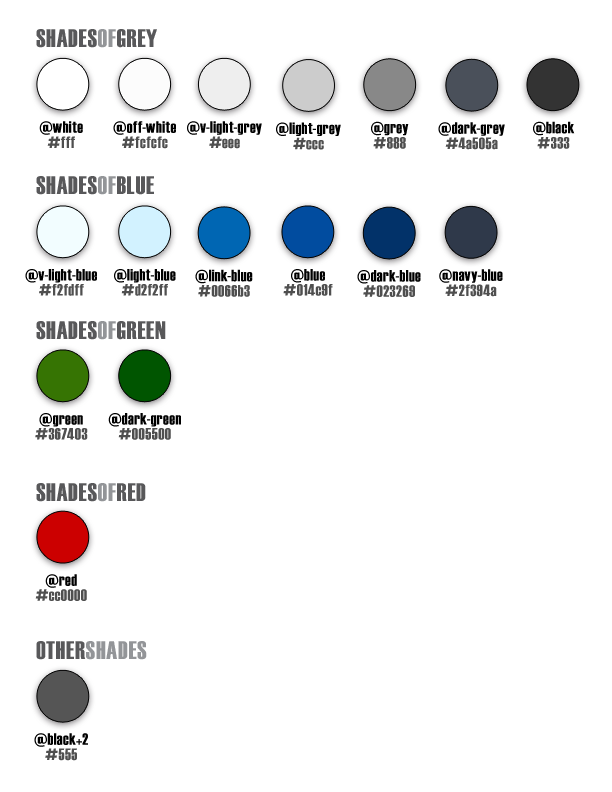 SHADESOFGREY
@white @off-white @v-light-grey @light-grey @grey @dark-grey @black
#fff #fcfcfc #eee #ccc #888 #4a505a #333
SHADESOFBLUE
@v-light-blue @light-blue @link-blue @blue @dark-blue @navy-blue
#f2fdff #d2f2ff #0066b3 #014c9f #023269 #2f394a
SHADESOFGREEN
@green @dark-green
#367403 #005500
SHADESOFRED
@red
#cc0000
OTHERSHADES
@black+2
#555